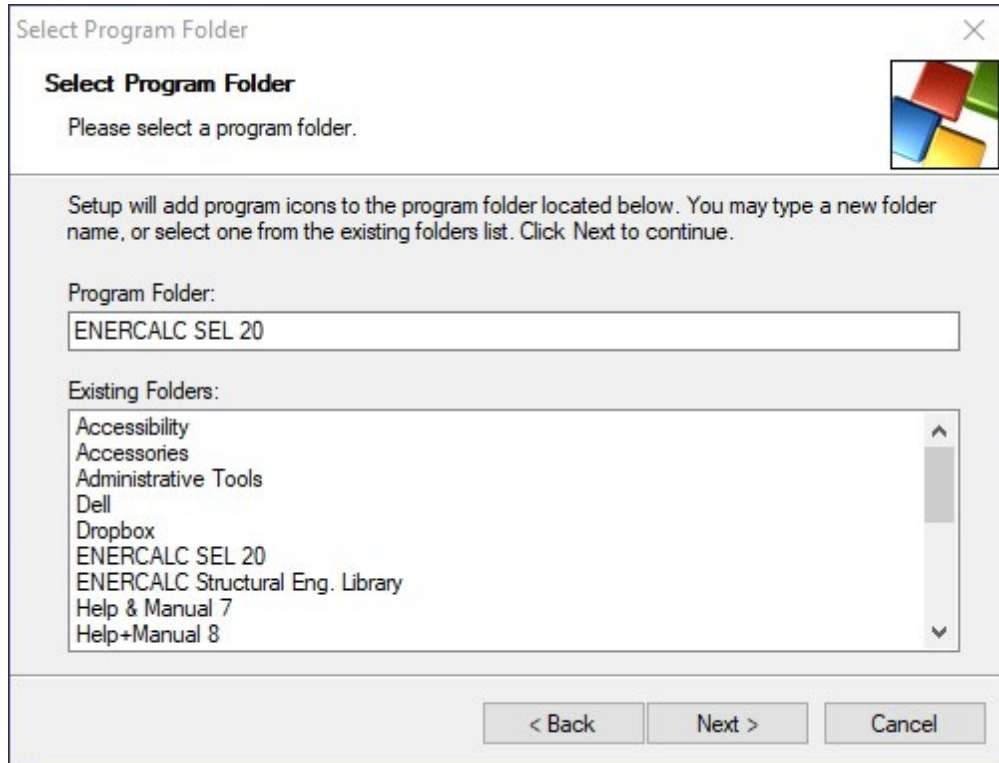 Select Program Folder
Select Program Folder
Please select a program folder.
Setup will add program icons to the program folder located below. You may type a new folder
name, or select one from the existing folders list. Click Next to continue.
Program Folder:
ENERCALC SEL 20
Existing Folders:
Accessibility
Accessories
Administrative Tools
Dell
Dropbox
ENERCALC SEL 20
ENERCALC Structural Eng. Library
Help & Manual 7
Help+Manual 8
< Back Next > Cancel